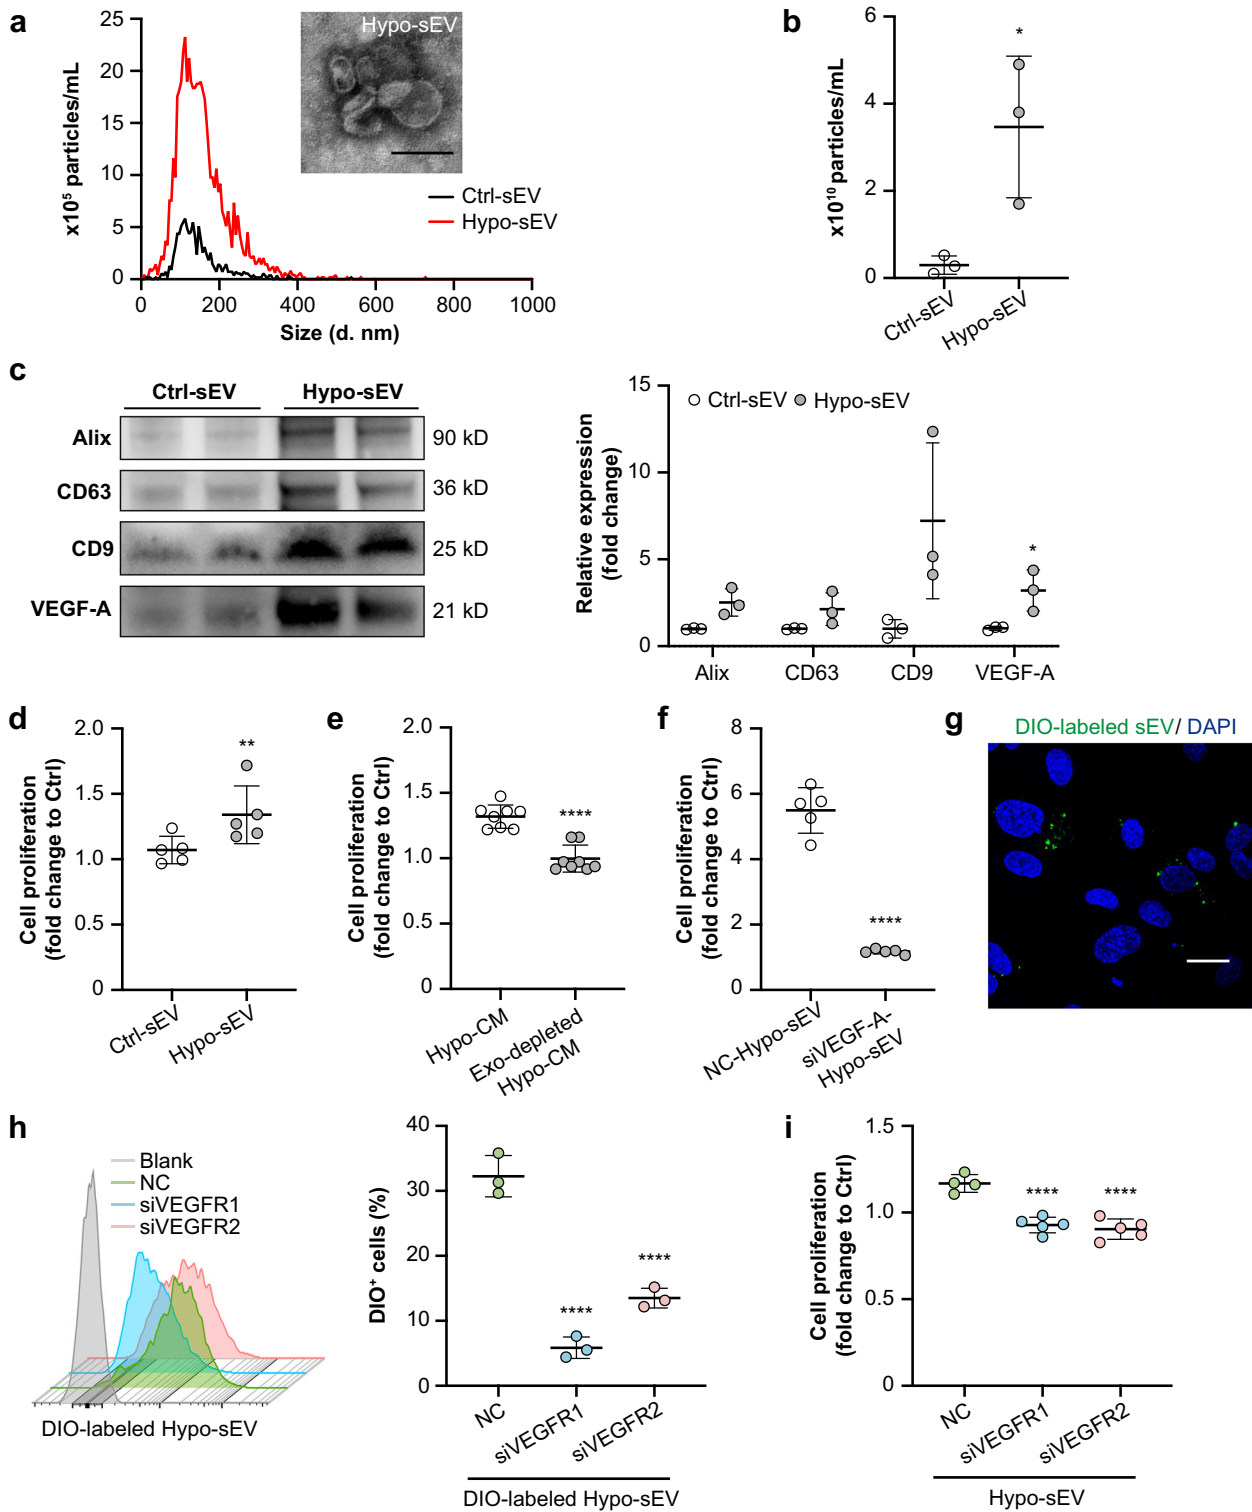 a
25
20
15
10
5
0
x10⁵ particles/mL
Hypo-sEV
Ctrl-sEV
Hypo-sEV
0 200 400 600 800 1000
Size (d. nm)
b
6
4
2
0
x10¹⁰ particles/mL
*
Ctrl-sEV
Hypo-sEV
c
Ctrl-sEV Hypo-sEV
Alix 90 kD
CD63 36 kD
CD9 25 kD
VEGF-A 21 kD
15
10
5
0
Relative expression
(fold change)
Ctrl-sEV Hypo-sEV
*
Alix CD63 CD9 VEGF-A
d
2.0
1.5
1.0
0.5
0
Cell proliferation
(fold change to Ctrl)
**
Ctrl-sEV
Hypo-sEV
e
2.0
1.5
1.0
0.5
0
Cell proliferation
(fold change to Ctrl)
****
Hypo-CM
Exo-depleted
Hypo-CM
f
8
6
4
2
0
Cell proliferation
(fold change to Ctrl)
****
NC-Hypo-sEV
siVEGF-A-
Hypo-sEV
g
DIO-labeled sEV/ DAPI
h
Blank
NC
siVEGFR1
siVEGFR2
DIO-labeled Hypo-sEV
40
30
20
10
0
DIO⁺ cells (%)
****
****
NC
siVEGFR1
siVEGFR2
DIO-labeled Hypo-sEV
i
1.5
1.0
0.5
0
Cell proliferation
(fold change to Ctrl)
**** ****
NC
siVEGFR1
siVEGFR2
Hypo-sEV